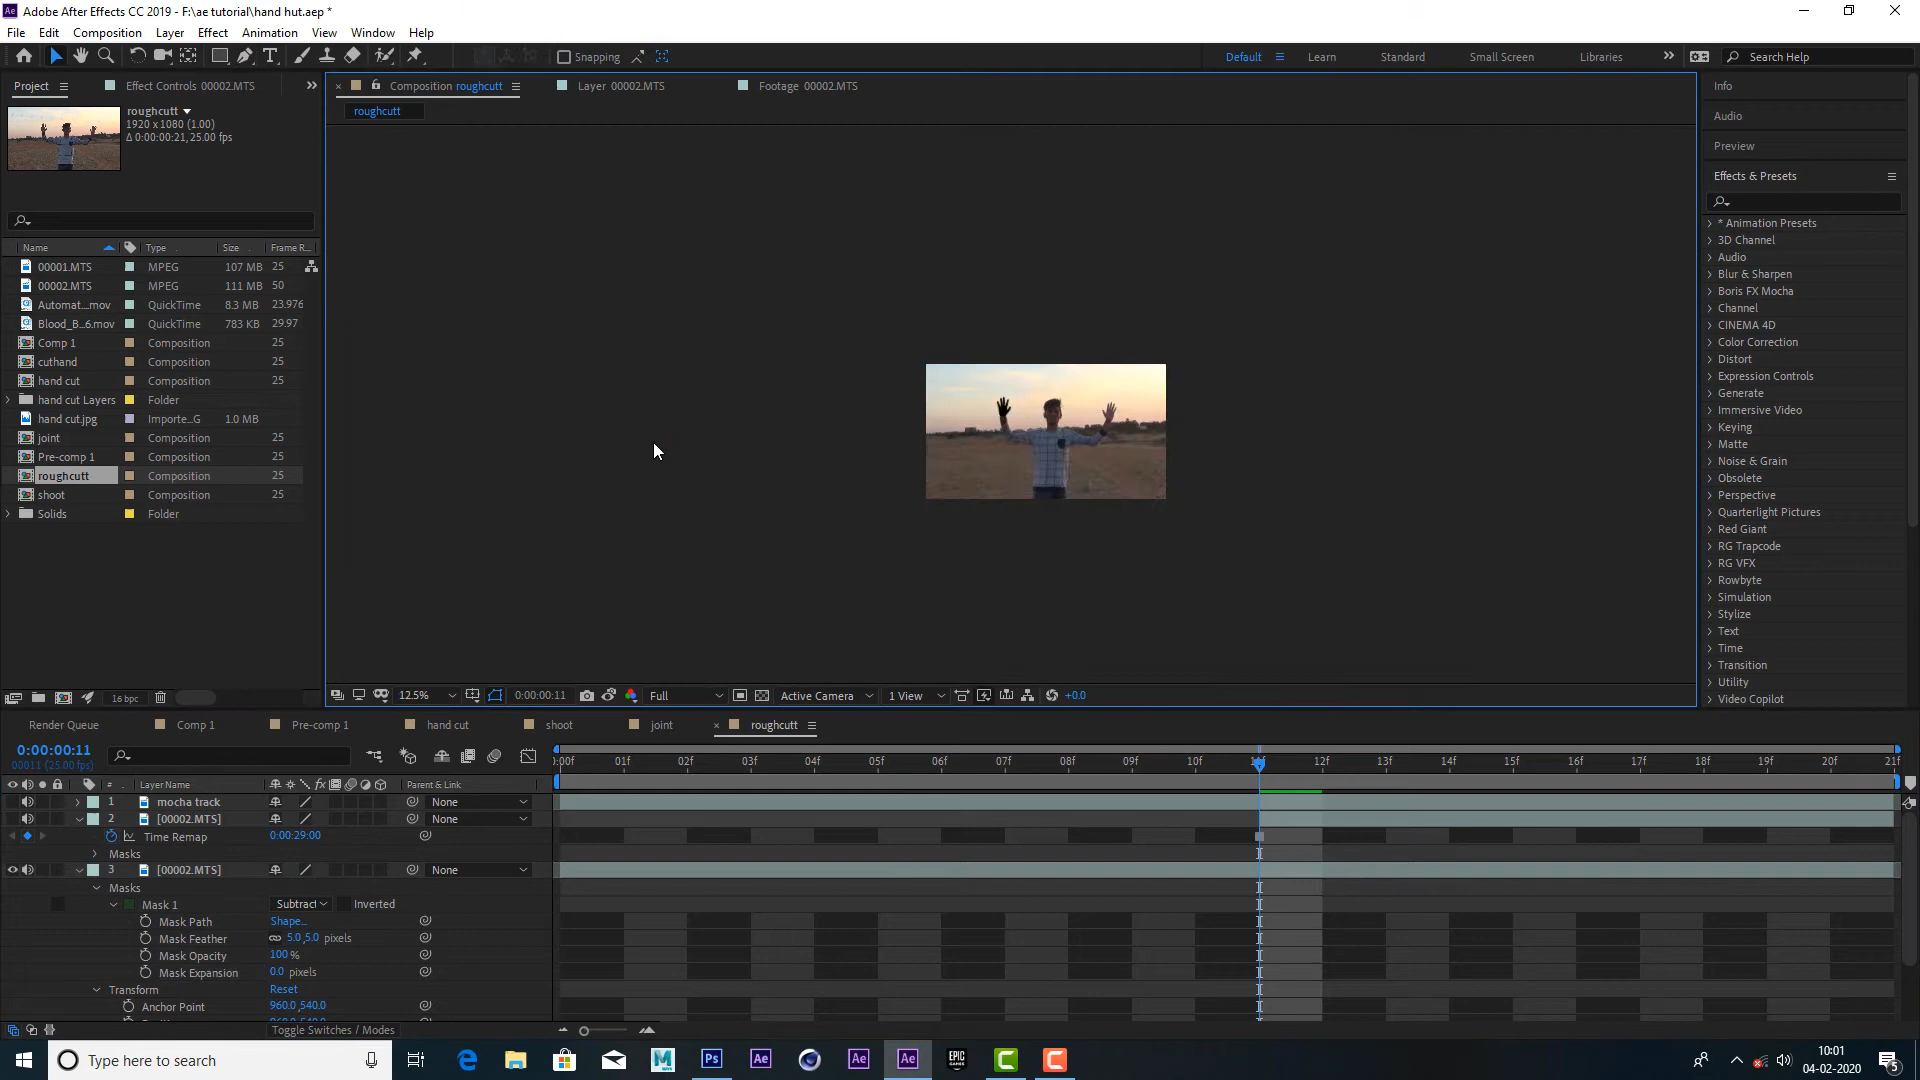 Ae Adobe After Effects CC 2019 - F:\ae tutorial\hand hut.aep *
File Edit Composition Layer Effect Animation View Window Help
Snapping
Default Learn Standard Small Screen Libraries Search Help
Project Effect Controls 00002.MTS
Composition roughcutt Layer 00002.MTS Footage 00002.MTS
roughcutt
roughcutt
1920 x 1080 (1.00)
Δ 0:00:00:21, 25.00 fps
Name Type Size Frame R...
00001.MTS MPEG 107 MB 25
00002.MTS MPEG 111 MB 50
Automat...mov QuickTime 8.3 MB 23.976
Blood_B...6.mov QuickTime 783 KB 29.97
Comp 1 Composition 25
cuthand Composition 25
hand cut Composition 25
hand cut Layers Folder
hand cut.jpg Importe...G 1.0 MB
joint Composition 25
Pre-comp 1 Composition 25
roughcutt Composition 25
shoot Composition 25
Solids Folder
16 bpc
12.5% 0:00:00:11 Full Active Camera 1 View +0.0
Info
Audio
Preview
Effects & Presets
* Animation Presets
3D Channel
Audio
Blur & Sharpen
Boris FX Mocha
Channel
CINEMA 4D
Color Correction
Distort
Expression Controls
Generate
Immersive Video
Keying
Matte
Noise & Grain
Obsolete
Perspective
Quarterlight Pictures
Red Giant
RG Trapcode
RG VFX
Rowbyte
Simulation
Stylize
Text
Time
Transition
Utility
Video Copilot
Render Queue Comp 1 Pre-comp 1 hand cut shoot joint roughcutt
0:00:00:11
00011 (25.00 fps)
0:00f 01f 02f 03f 04f 05f 06f 07f 08f 09f 10f 12f 13f 14f 15f 16f 17f 18f 19f 20f 21f
# Layer Name Parent & Link
1 mocha track None
2 [00002.MTS] None
Time Remap 0:00:29:00
Masks
3 [00002.MTS] None
Masks
Mask 1 Subtract Inverted
Mask Path Shape...
Mask Feather 5.0,5.0 pixels
Mask Opacity 100 %
Mask Expansion 0.0 pixels
Transform Reset
Anchor Point 960.0,540.0
Toggle Switches / Modes
Type here to search
Ps Ae Ae Ae EPIC GAMES
10:01
04-02-2020
5